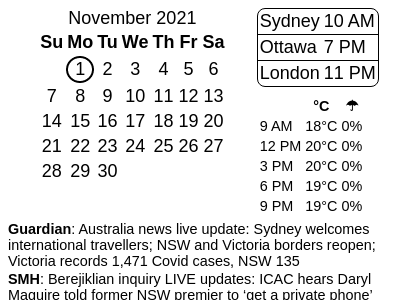 November 2021
Su Mo Tu We Th Fr Sa
1 2 3 4 5 6
7 8 9 10 11 12 13
14 15 16 17 18 19 20
21 22 23 24 25 26 27
28 29 30
Sydney 10 AM
Ottawa 7 PM
London 11 PM
°C ☂
9 AM 18°C 0%
12 PM 20°C 0%
3 PM 20°C 0%
6 PM 19°C 0%
9 PM 19°C 0%
Guardian: Australia news live update: Sydney welcomes
international travellers; NSW and Victoria borders reopen;
Victoria records 1,471 Covid cases, NSW 135
SMH: Berejiklian inquiry LIVE updates: ICAC hears Daryl
Maguire told former NSW premier to ‘get a private phone’